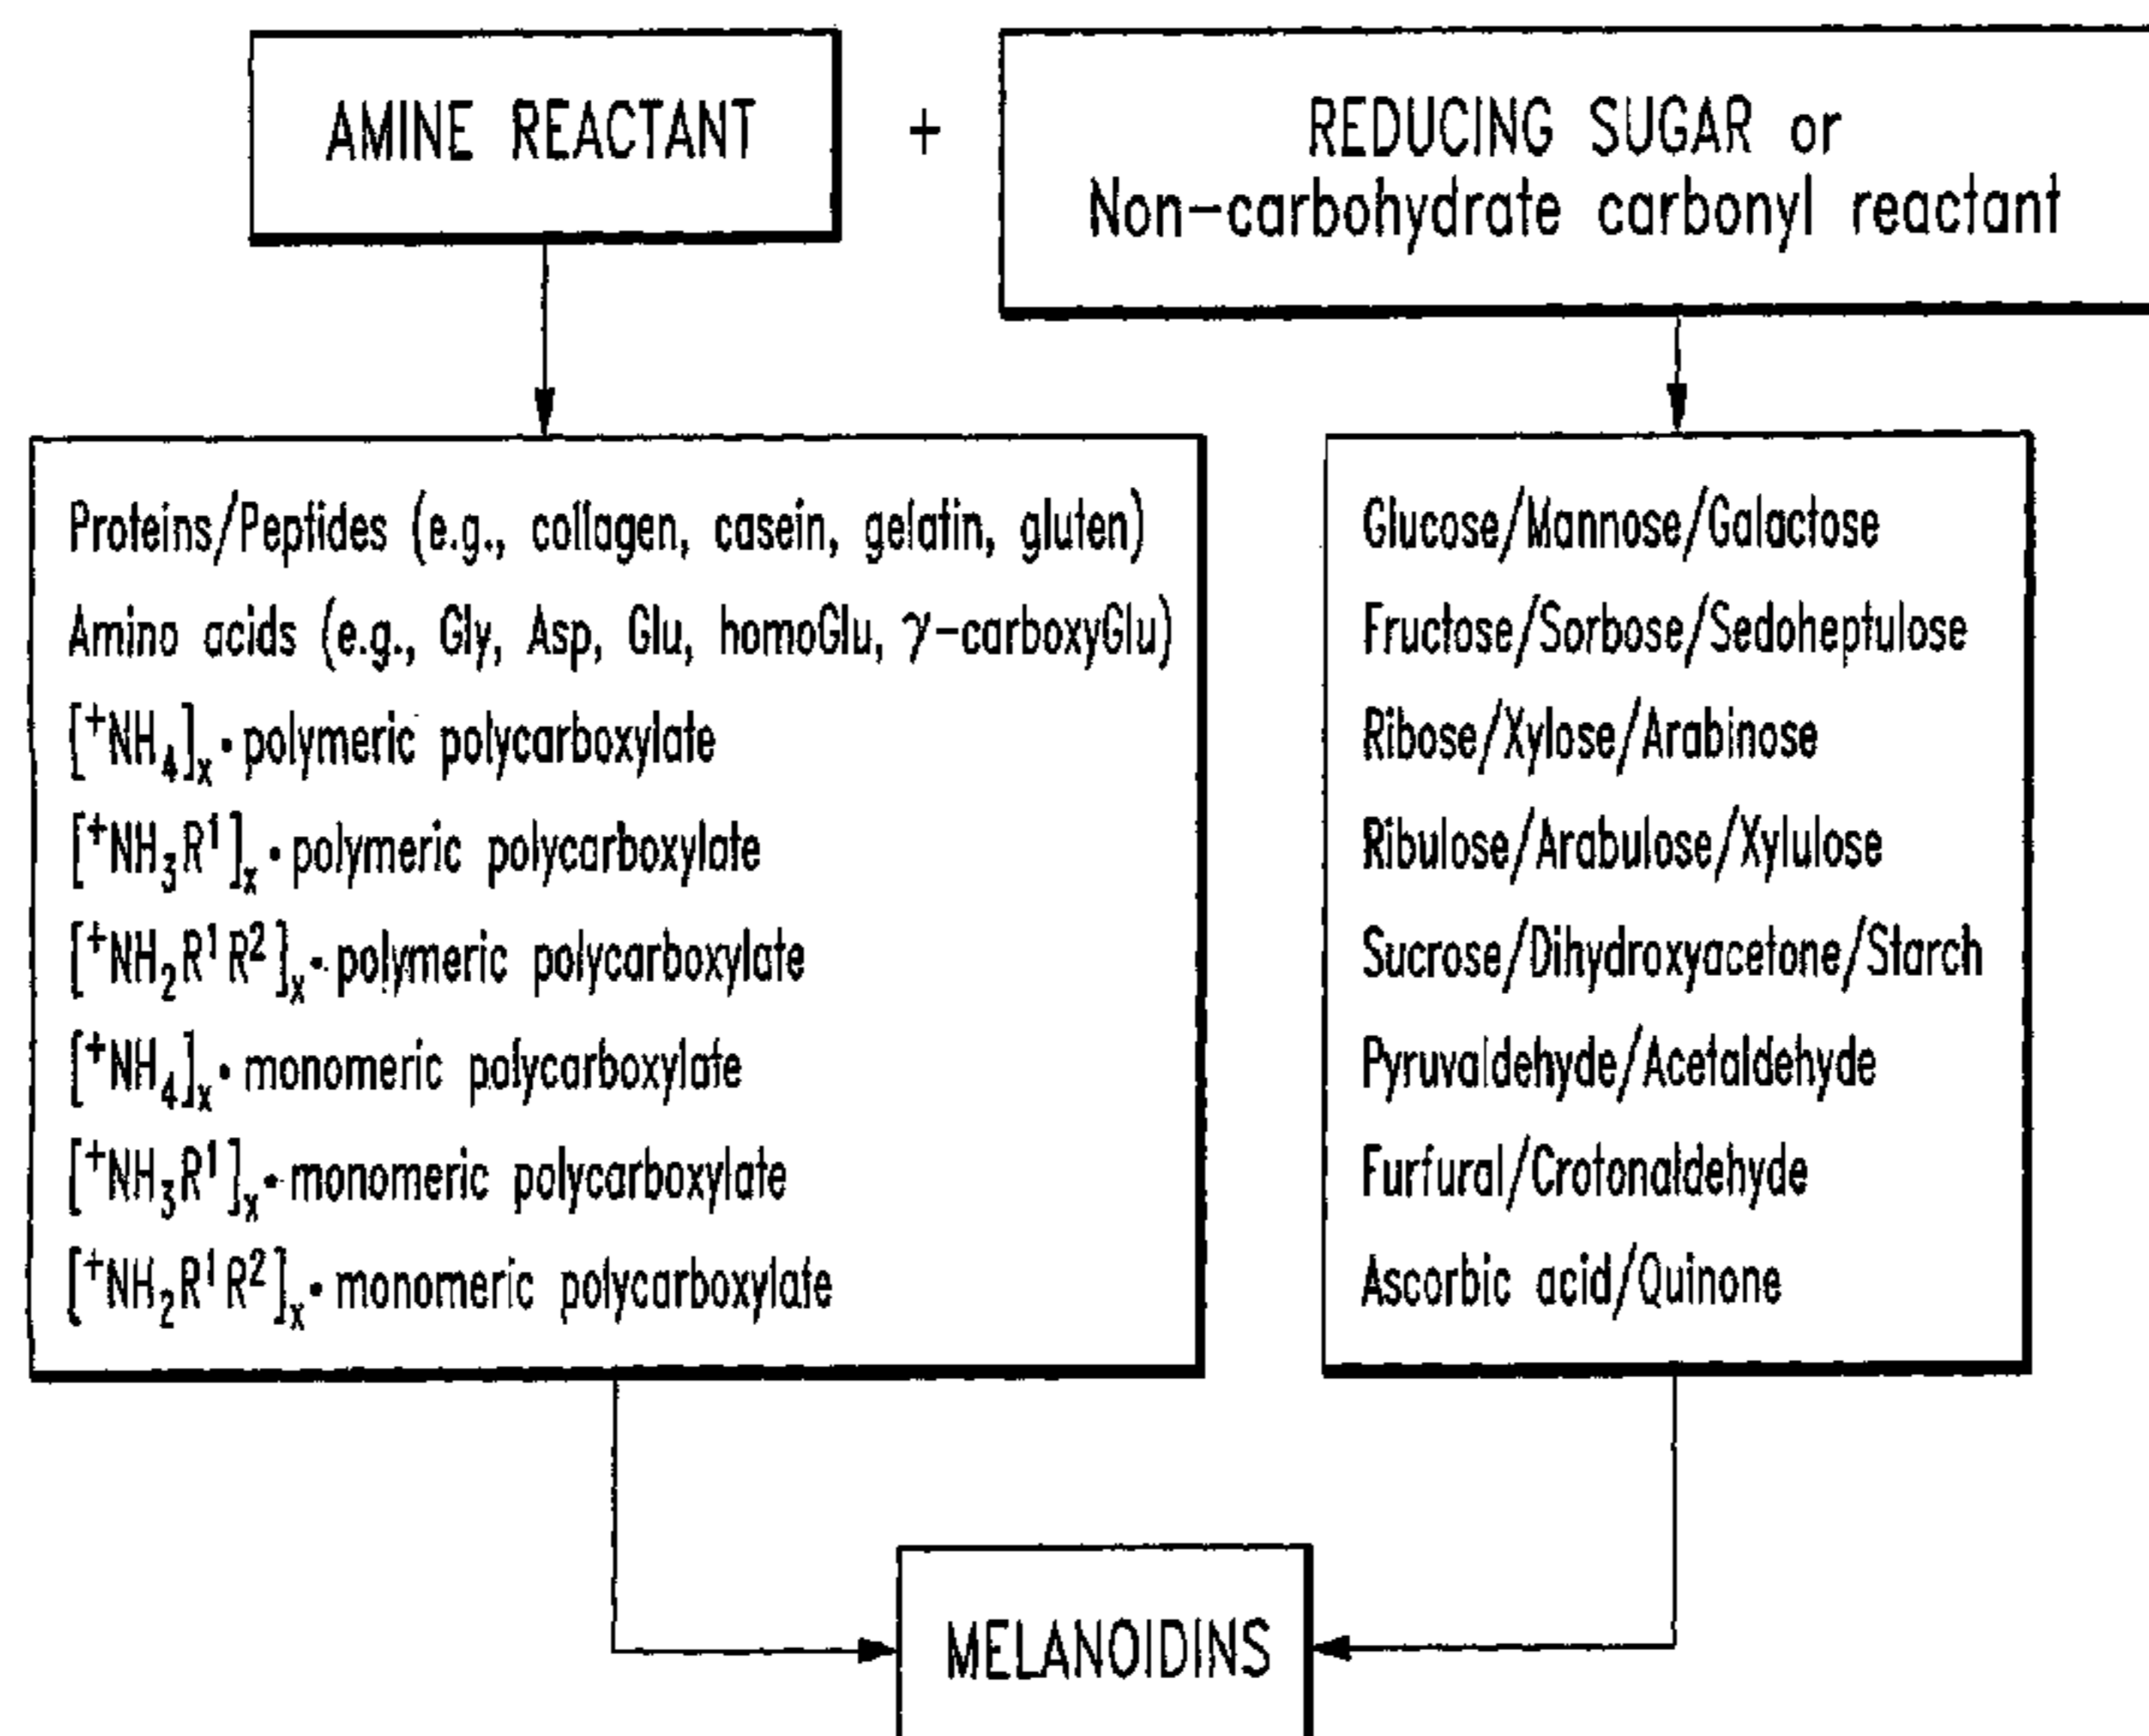 AMINE REACTANT
+
REDUCING SUGAR or
Non-carbohydrate carbonyl reactant
Proteins/Peptides (e.g., collagen, casein, gelatin, gluten)
Amino acids (e.g., Gly, Asp, Glu, homoGlu, γ-carboxyGlu)
[⁺NH₄]ₓ• polymeric polycarboxylate
[⁺NH₃R¹]ₓ• polymeric polycarboxylate
[⁺NH₂R¹R²]ₓ• polymeric polycarboxylate
[⁺NH₄]ₓ• monomeric polycarboxylate
[⁺NH₃R¹]ₓ• monomeric polycarboxylate
[⁺NH₂R¹R²]ₓ• monomeric polycarboxylate
Glucose/Mannose/Galactose
Fructose/Sorbose/Sedoheptulose
Ribose/Xylose/Arabinose
Ribulose/Arabulose/Xylulose
Sucrose/Dihydroxyacetone/Starch
Pyruvaldehyde/Acetaldehyde
Furfural/Crotonaldehyde
Ascorbic acid/Quinone
MELANOIDINS